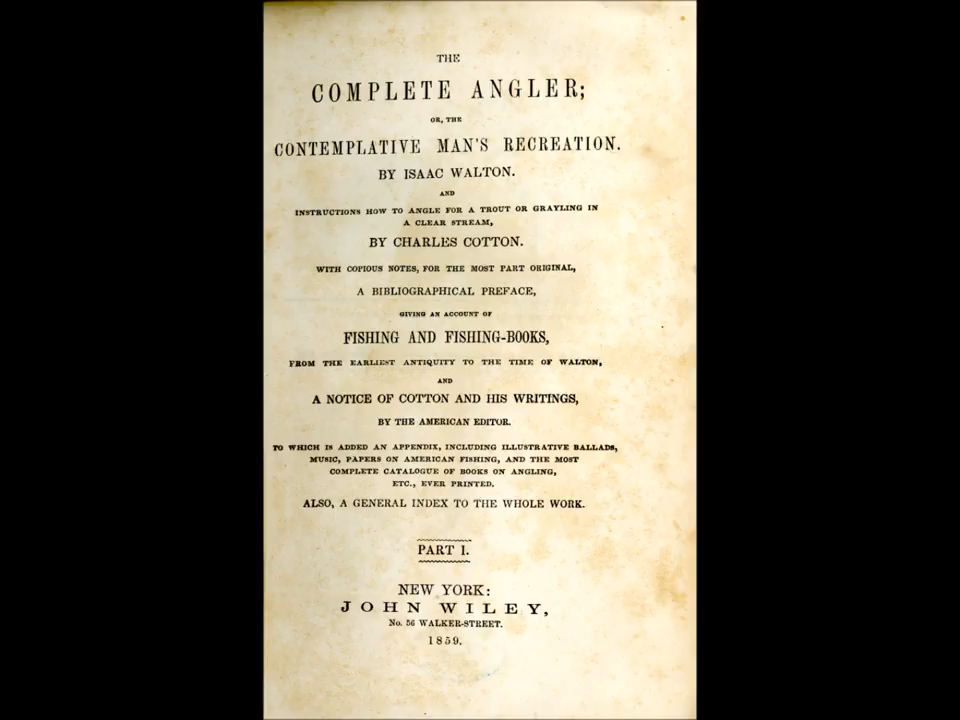 THE
COMPLETE ANGLER;
OR, THE
CONTEMPLATIVE MAN'S RECREATION.
BY ISAAC WALTON.
AND
INSTRUCTIONS HOW TO ANGLE FOR A TROUT OR GRAYLING IN
A CLEAR STREAM,
BY CHARLES COTTON.
WITH COPIOUS NOTES, FOR THE MOST PART ORIGINAL,
A BIBLIOGRAPHICAL PREFACE,
GIVING AN ACCOUNT OF
FISHING AND FISHING-BOOKS,
FROM THE EARLIEST ANTIQUITY TO THE TIME OF WALTON,
AND
A NOTICE OF COTTON AND HIS WRITINGS,
BY THE AMERICAN EDITOR.
TO WHICH IS ADDED AN APPENDIX, INCLUDING ILLUSTRATIVE BALLADS,
MUSIC, PAPERS ON AMERICAN FISHING, AND THE MOST
COMPLETE CATALOGUE OF BOOKS ON ANGLING,
ETC., EVER PRINTED.
ALSO, A GENERAL INDEX TO THE WHOLE WORK.
PART I.
NEW YORK:
JOHN WILEY,
No. 56 WALKER-STREET.
1859.